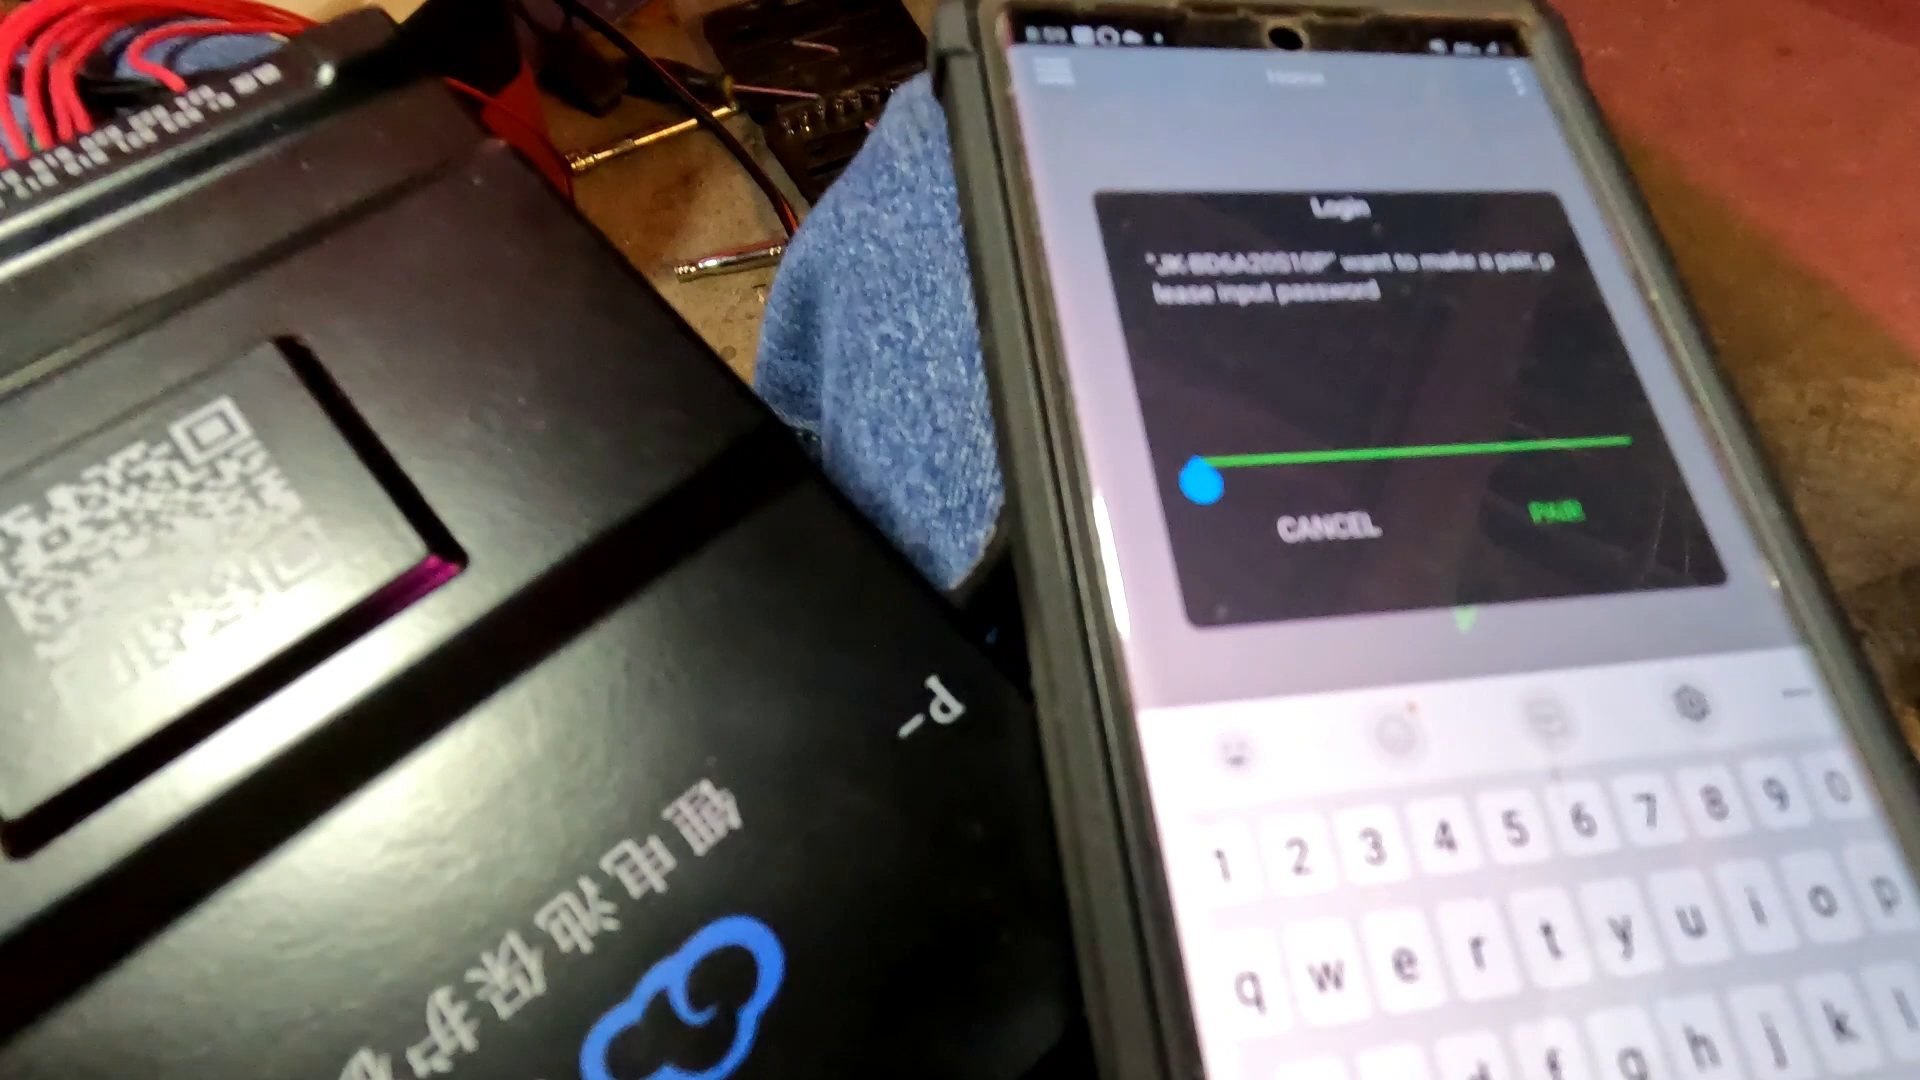 Home
Login
"JK-BD6A20S10P" want to make a pair, p
lease input password
CANCEL
PAIR
1 2 3 4 5 6 7 8 9 0
q w e r t y u i o p
d f g h j k l
P-
锂电池保护